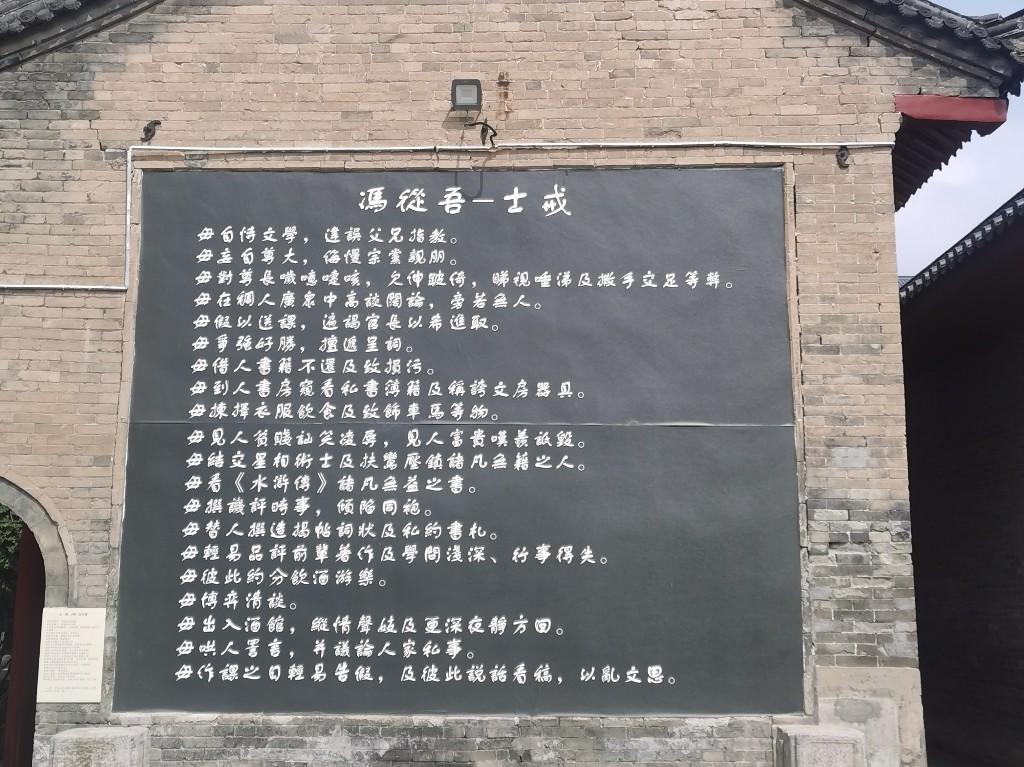 馮從吾—士戒
毋自恃文學，違誤父兄指教。
毋妄自尊大，侮慢宗黨親朋。
毋對尊長噦噫嚏咳，欠伸跛倚，睇視唾涕及撒手交足等弊。
毋在稠人廣衆中高談闊論，旁若無人。
毋假以送課，遍謁官長以希進取。
毋爭强好勝，擅遞呈詞。
毋借人書籍不還及致損污。
毋到人書房窺看私書簿籍及稱誇文房器具。
毋揀擇衣服飲食及致飾車馬等物。
毋見人貧賤訕笑凌辱，見人富貴嘆羨詆毀。
毋結交星相術士及扶鸞壓鎮諸凡無籍之人。
毋看《水滸傳》諸凡無益之書。
毋撰議評時事，傾陷同袍。
毋替人撰造揭帖詞狀及私約書札。
毋輕易品評前輩著作及學問淺深、行事得失。
毋彼此約分飲酒游樂。
毋博弈清談。
毋出入酒館，縱情聲妓及更深夜靜方回。
毋哄人詈言，并議論人家私事。
毋作課之日輕易告假，及彼此說話看稿，以亂文思。